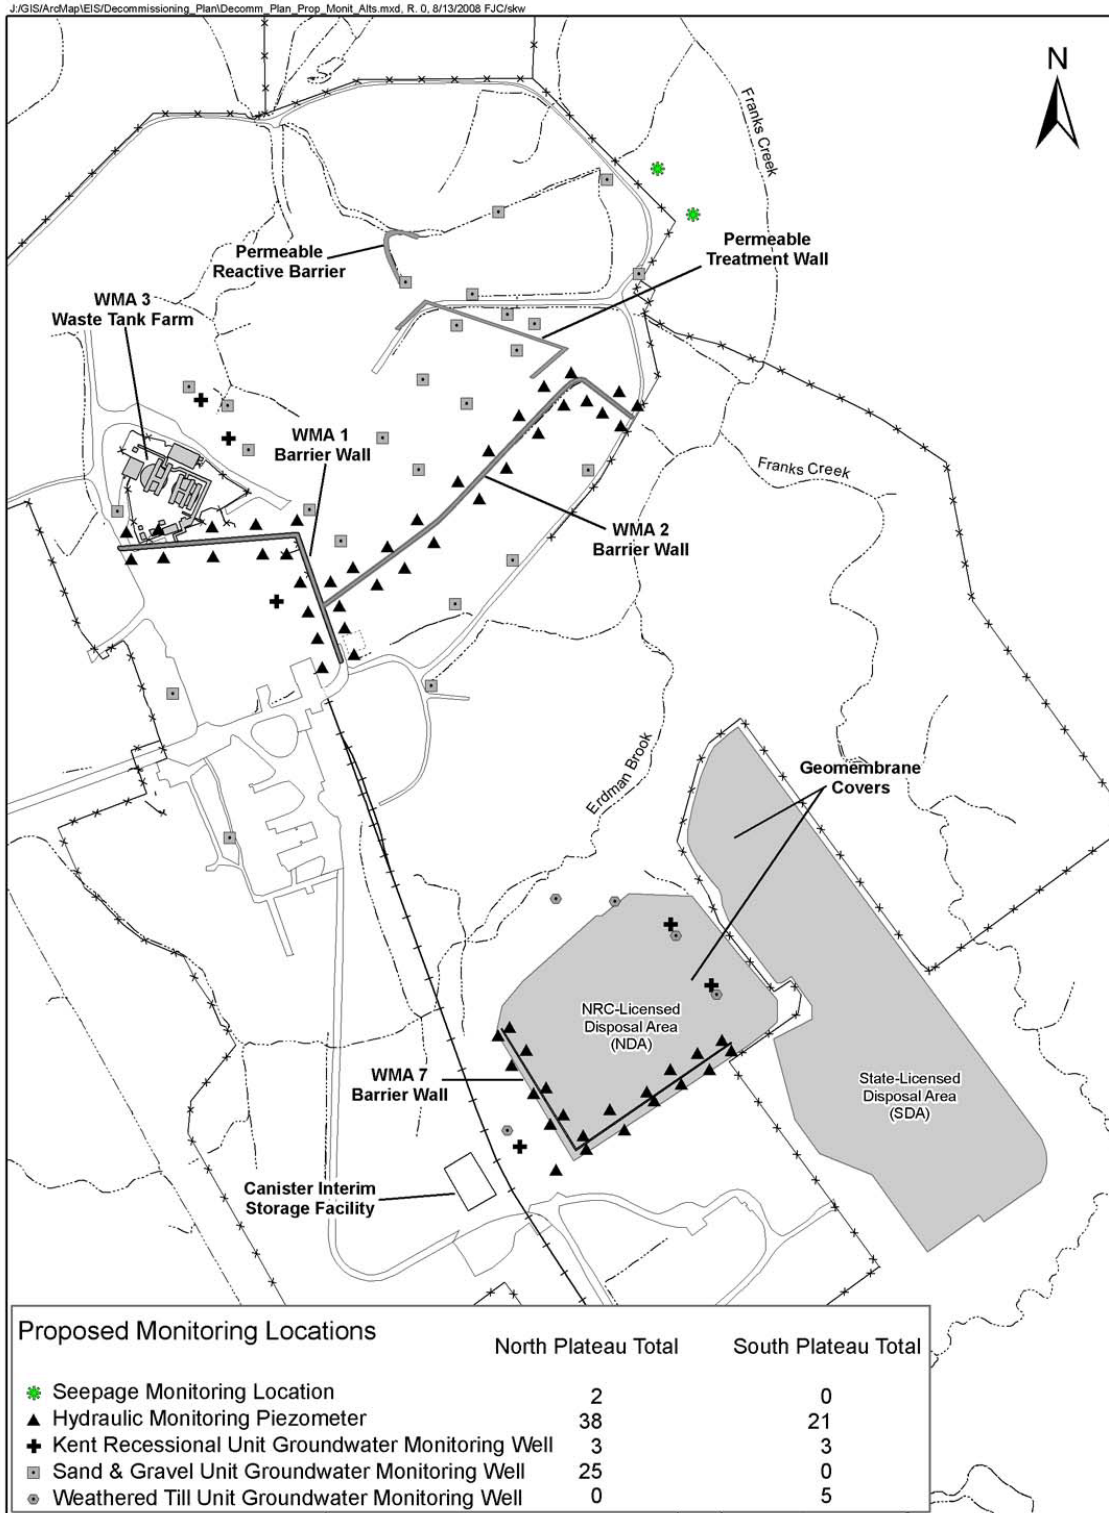 J:/GIS/ArcMap\EIS/Decommissioning_Plan\Decomm_Plan_Prop_Monit_Alts.mxd, R. 0, 8/13/2008 FJC/skw
N
Franks Creek
Permeable
Reactive Barrier
Permeable
Treatment Wall
WMA 3
Waste Tank Farm
WMA 1
Barrier Wall
Franks Creek
WMA 2
Barrier Wall
Erdman Brook
Geomembrane
Covers
NRC-Licensed
Disposal Area
(NDA)
WMA 7
Barrier Wall
State-Licensed
Disposal Area
(SDA)
Canister Interim
Storage Facility
Proposed Monitoring Locations North Plateau Total South Plateau Total
Seepage Monitoring Location 2 0
Hydraulic Monitoring Piezometer 38 21
Kent Recessional Unit Groundwater Monitoring Well 3 3
Sand & Gravel Unit Groundwater Monitoring Well 25 0
Weathered Till Unit Groundwater Monitoring Well 0 5